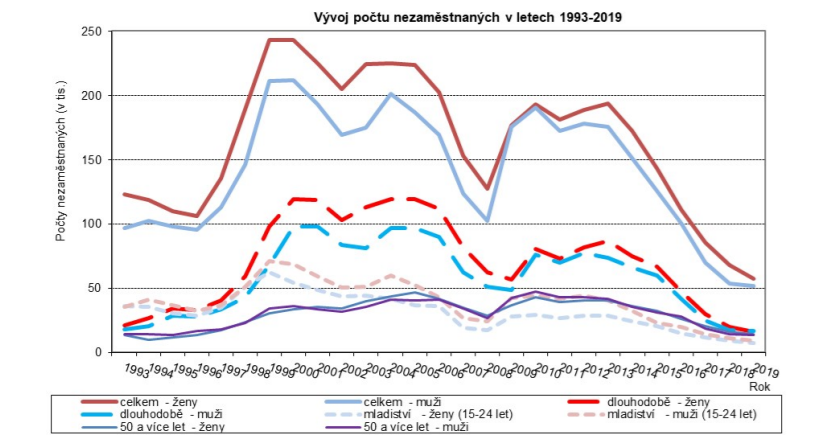 Vývoj počtu nezaměstnaných v letech 1993-2019
Počty nezaměstnaných (v tis.)
250
200
150
100
50
0
1993 1994 1995 1996 1997 1998 1999 2000 2001 2002 2003 2004 2005 2006 2007 2008 2009 2010 2011 2012 2013 2014 2015 2016 2017 2018 2019
Rok
celkem - ženy celkem - muži dlouhodobě - ženy
dlouhodobě - muži mladiství - ženy (15-24 let) mladiství - muži (15-24 let)
50 a více let - ženy 50 a více let - muži